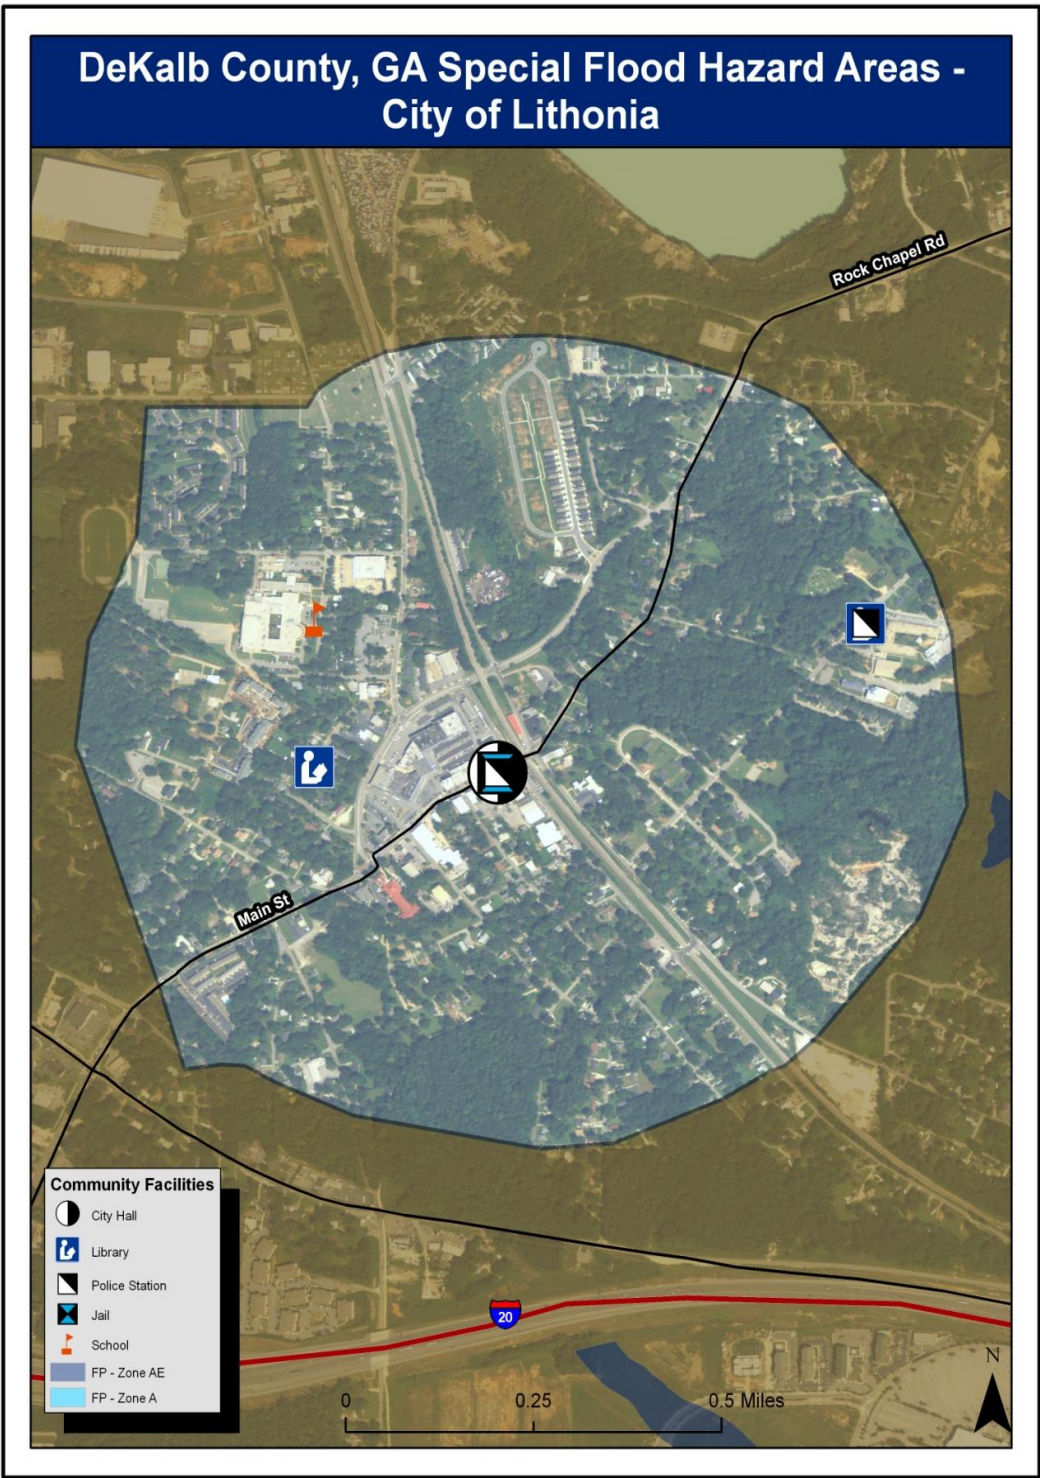 DeKalb County, GA Special Flood Hazard Areas -
City of Lithonia
Rock Chapel Rd
Main St
Community Facilities
City Hall
Library
Police Station
Jail
School
FP - Zone AE
FP - Zone A
20
N
0 0.25 0.5 Miles